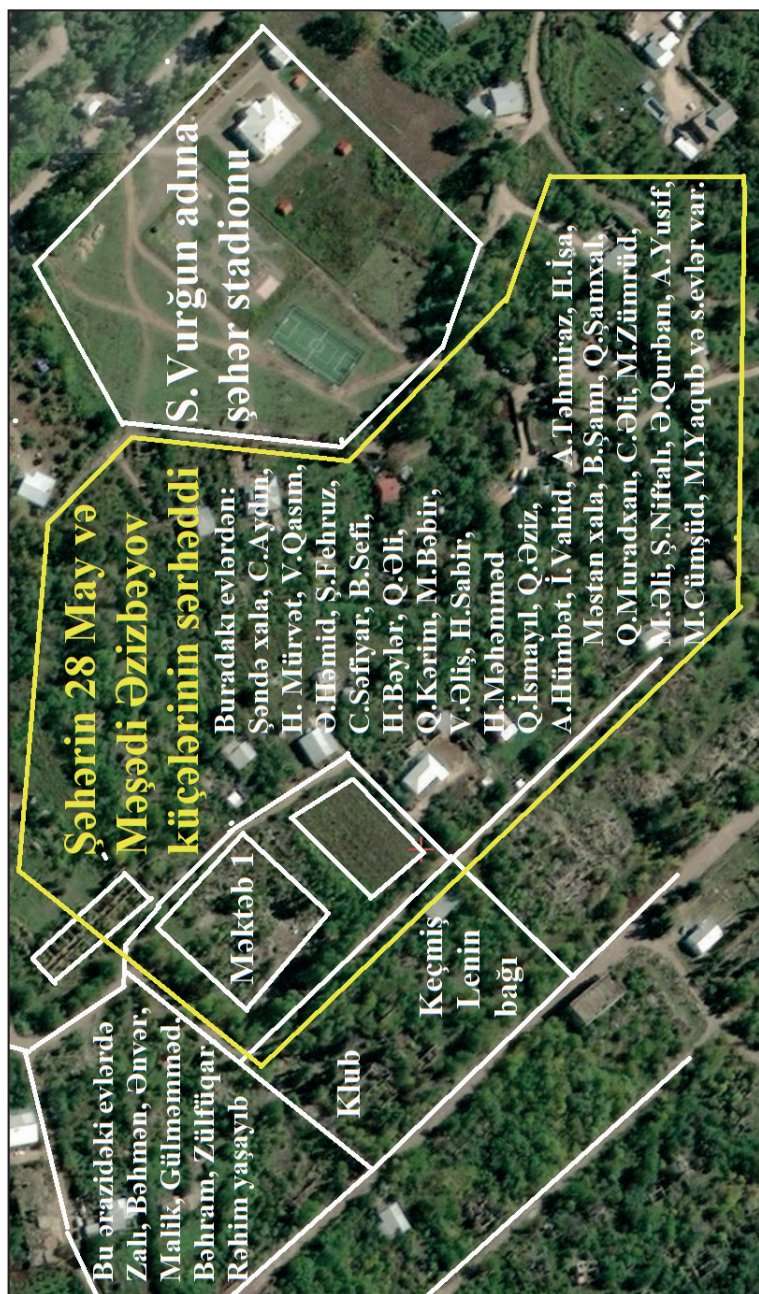 Bu ərazidəki evlərdə
Zalı, Bəhmən, Ənvər,
Malik, Gülməmməd,
Bəhram, Zülfüqar,
Rəhim yaşayıb
Klub
Məktəb 1
Keçmiş
Lenin
bağı
Şəhərin 28 May və
Məşədi Əzizbəyov
küçələrinin sərhəddi
Buradakı evlərdən:
Şəndə xala, C.Aydın,
H. Mürvət, V.Qasım,
Ə.Həmid, Ş.Fehruz,
C.Səfiyar, B.Sefi,
H.Bəylər, Q.Əli,
Q.Kərim, M.Bəbir,
V.Əliş, H.Sabir,
H.Məhəmməd
Q.İsmayıl, Q.Əziz,
A.Hümbət, İ.Vahid, A.Təhmiraz, H.İsa,
Məstan xala, B.Şamı, Q.Şamxal,
Q.Muradxan, C.Əli, M.Zümrüd,
M.Əli, Ş.Niftalı, Ə.Qurban, A.Yusif,
M.Cümşüd, M.Yaqub və s.evlər var.
S.Vurğun adına
şəhər stadionu